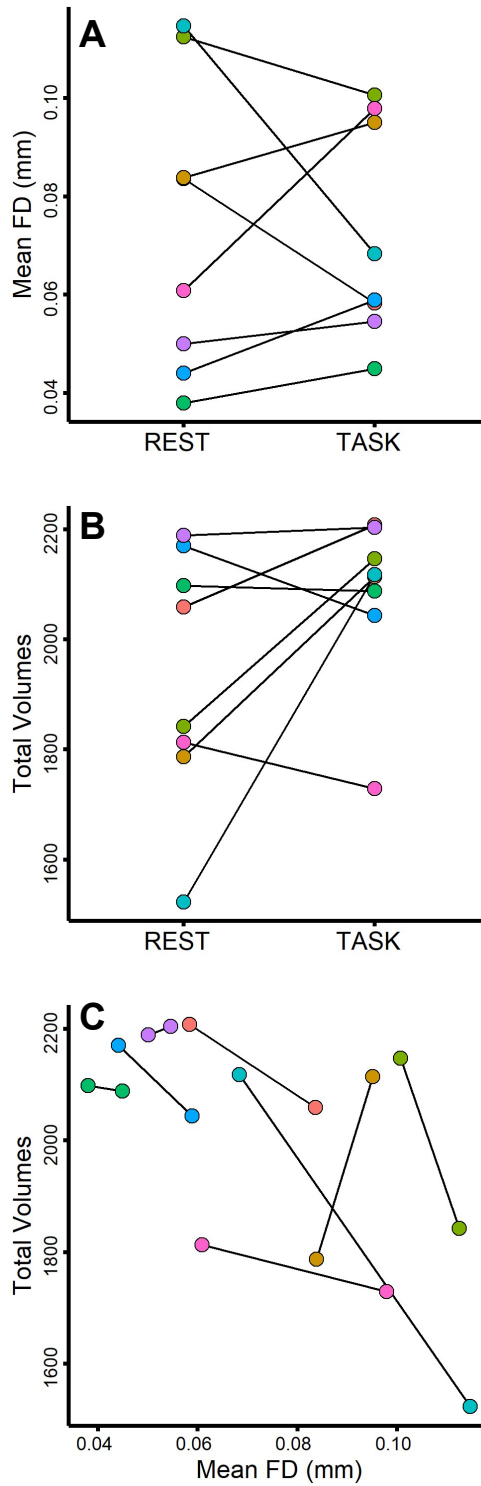 A
Mean FD (mm)
0.10
0.08
0.06
0.04
REST TASK
B
Total Volumes
2200
2000
1800
1600
REST TASK
C
Total Volumes
2200
2000
1800
1600
0.04 0.06 0.08 0.10
Mean FD (mm)